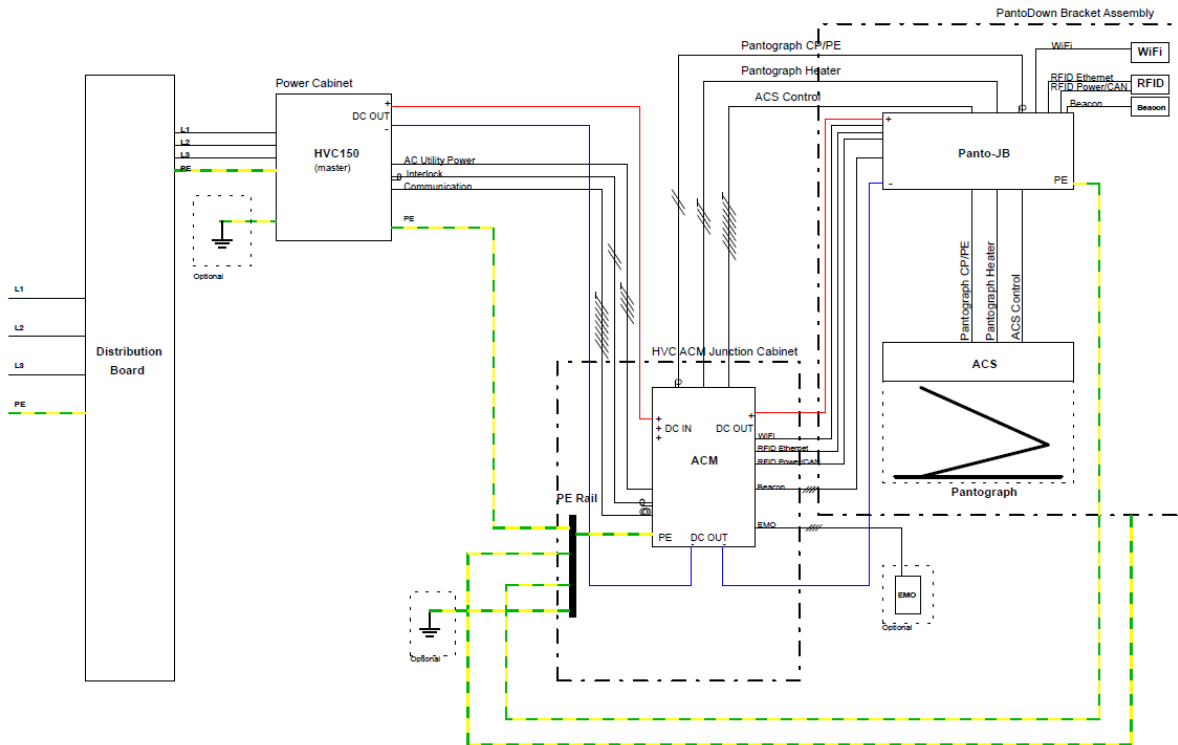 PantoDown Bracket Assembly
Pantograph CP/PE
WiFi
WiFi
Pantograph Heater
RFID Ethernet
RFID Power/CAN
RFID
ACS Control
Beacon
Beacon
Power Cabinet
+
DC OUT
-
HVC150
(master)
L1
L2
L3
PE
AC Utility Power
Interlock
Communication
PE
Optional
+
Panto-JB
-
PE
Pantograph CP/PE
Pantograph Heater
ACS Control
L1
L2
L3
PE
Distribution
Board
HVC ACM Junction Cabinet
ACS
Pantograph
+
+
+
DC IN
+
DC OUT
ACM
WiFi
RFID Ethernet
RFID Power/CAN
Beacon
EMO
PE Rail
PE
DC OUT
-
-
EMO
Optional
Optional